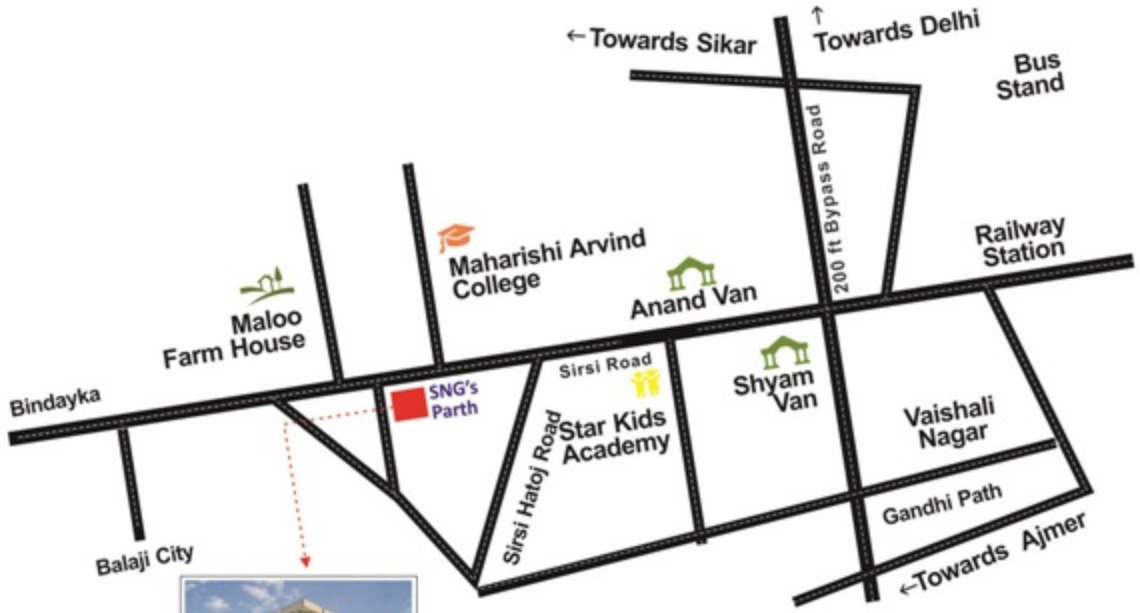 ←Towards Sikar
↑
Towards Delhi
Bus
Stand
200 ft Bypass Road
Railway
Station
Maharishi Arvind
College
Anand Van
Maloo
Farm House
Sirsi Road
Shyam
Van
SNG's
Parth
Bindayka
Star Kids
Academy
Vaishali
Nagar
Sirsi Hatoj Road
Gandhi Path
Balaji City
←Towards Ajmer